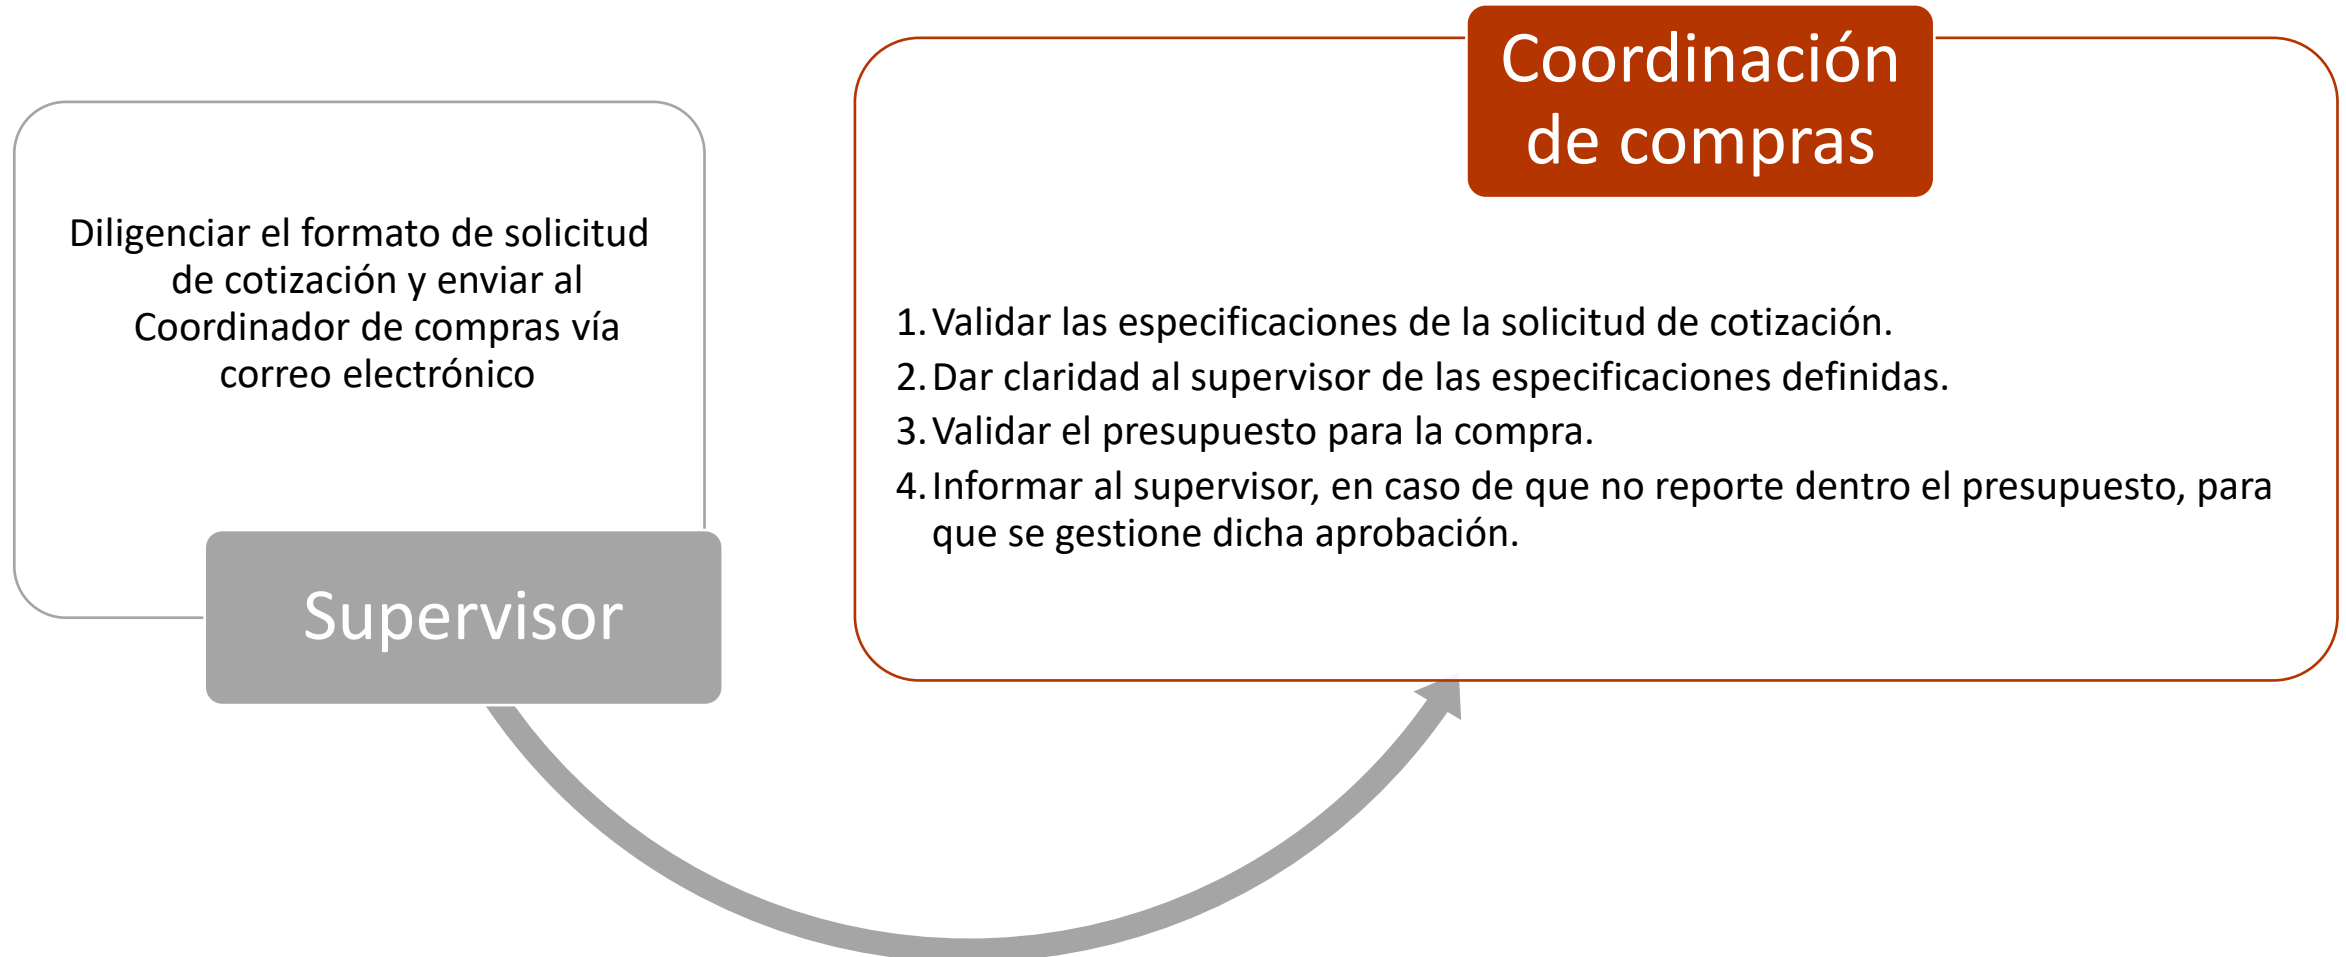 Diligenciar el formato de solicitud
de cotización y enviar al
Coordinador de compras vía
correo electrónico
Supervisor
Coordinación
de compras
1. Validar las especificaciones de la solicitud de cotización.
2. Dar claridad al supervisor de las especificaciones definidas.
3. Validar el presupuesto para la compra.
4. Informar al supervisor, en caso de que no reporte dentro el presupuesto, para
que se gestione dicha aprobación.